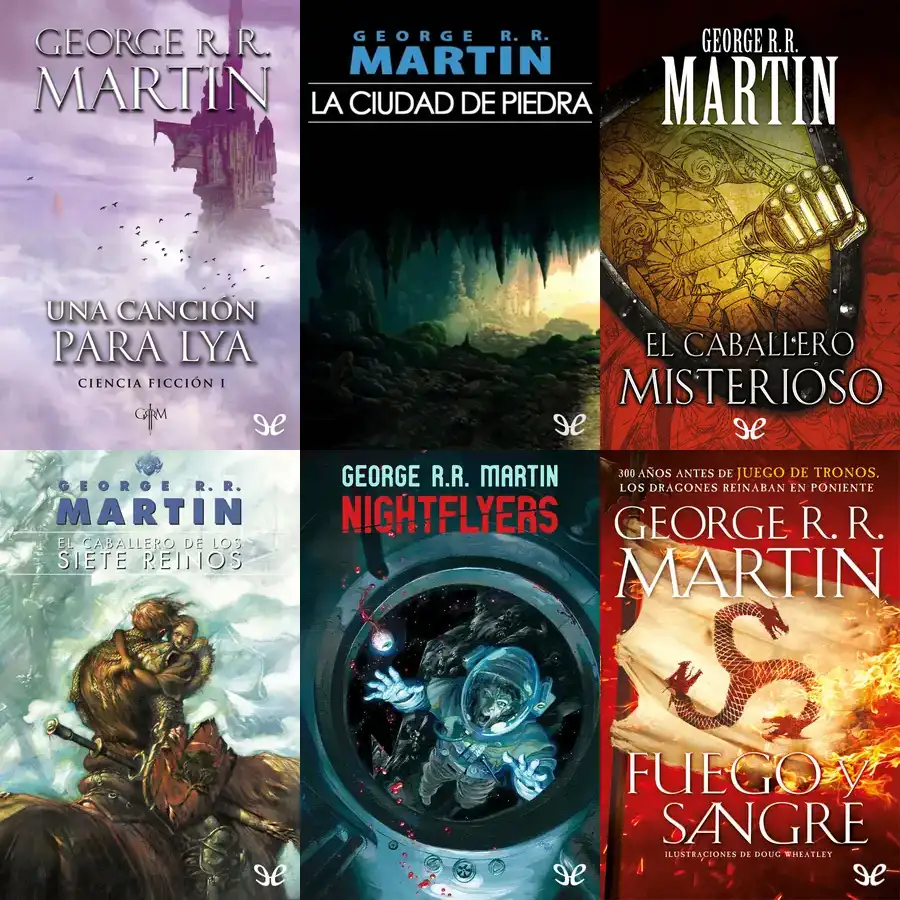 GEORGE R. R.
MARTIN
UNA CANCIÓN
PARA LYA
CIENCIA FICCIÓN I
GRRM
GEORGE R. R.
MARTIN
LA CIUDAD DE PIEDRA
GEORGE R. R.
MARTIN
EL CABALLERO
MISTERIOSO
GEORGE R. R.
MARTIN
EL CABALLERO DE LOS
SIETE REINOS
GEORGE R.R. MARTIN
NIGHTFLYERS
300 AÑOS ANTES DE JUEGO DE TRONOS,
LOS DRAGONES REINABAN EN PONIENTE
GEORGE R. R.
MARTIN
FUEGO Y
SANGRE
ILUSTRACIONES DE DOUG WHEATLEY